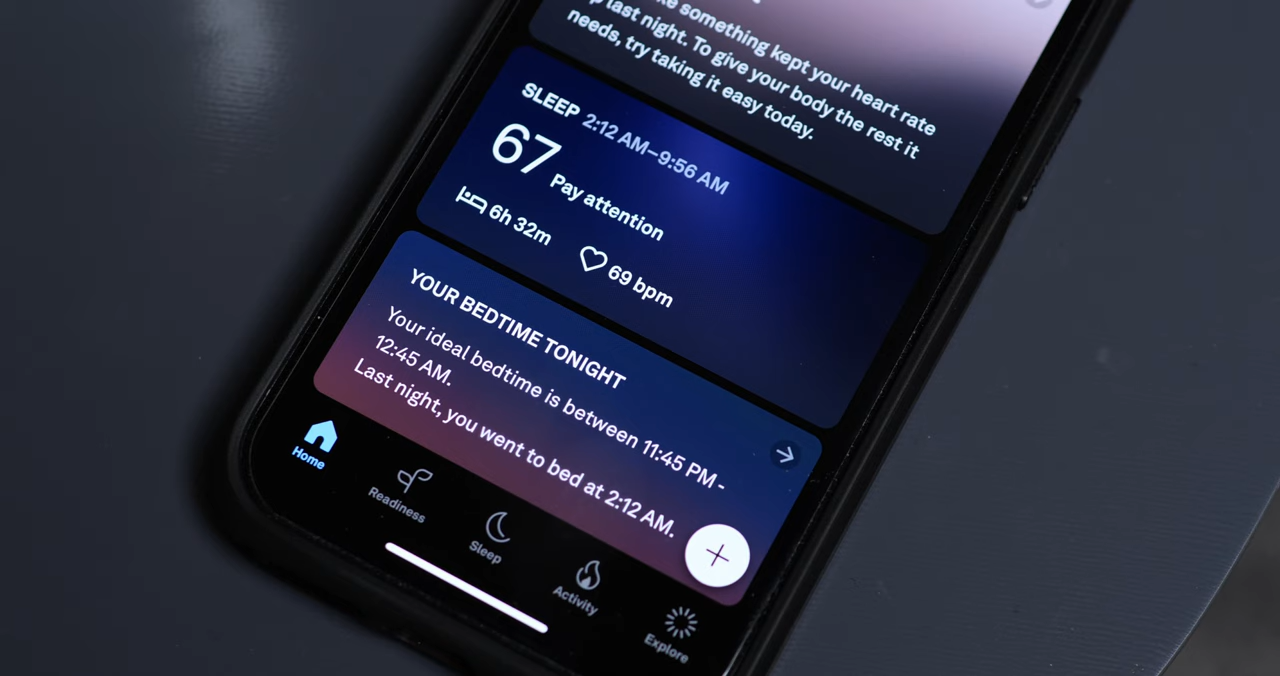 something kept your heart rate
last night. To give your body the rest it
needs, try taking it easy today.
SLEEP 2:12 AM–9:56 AM
67 Pay attention
6h 32m 69 bpm
YOUR BEDTIME TONIGHT
Your ideal bedtime is between 11:45 PM -
12:45 AM.
Last night, you went to bed at 2:12 AM.
Home
Readiness
Sleep
Activity
Explore